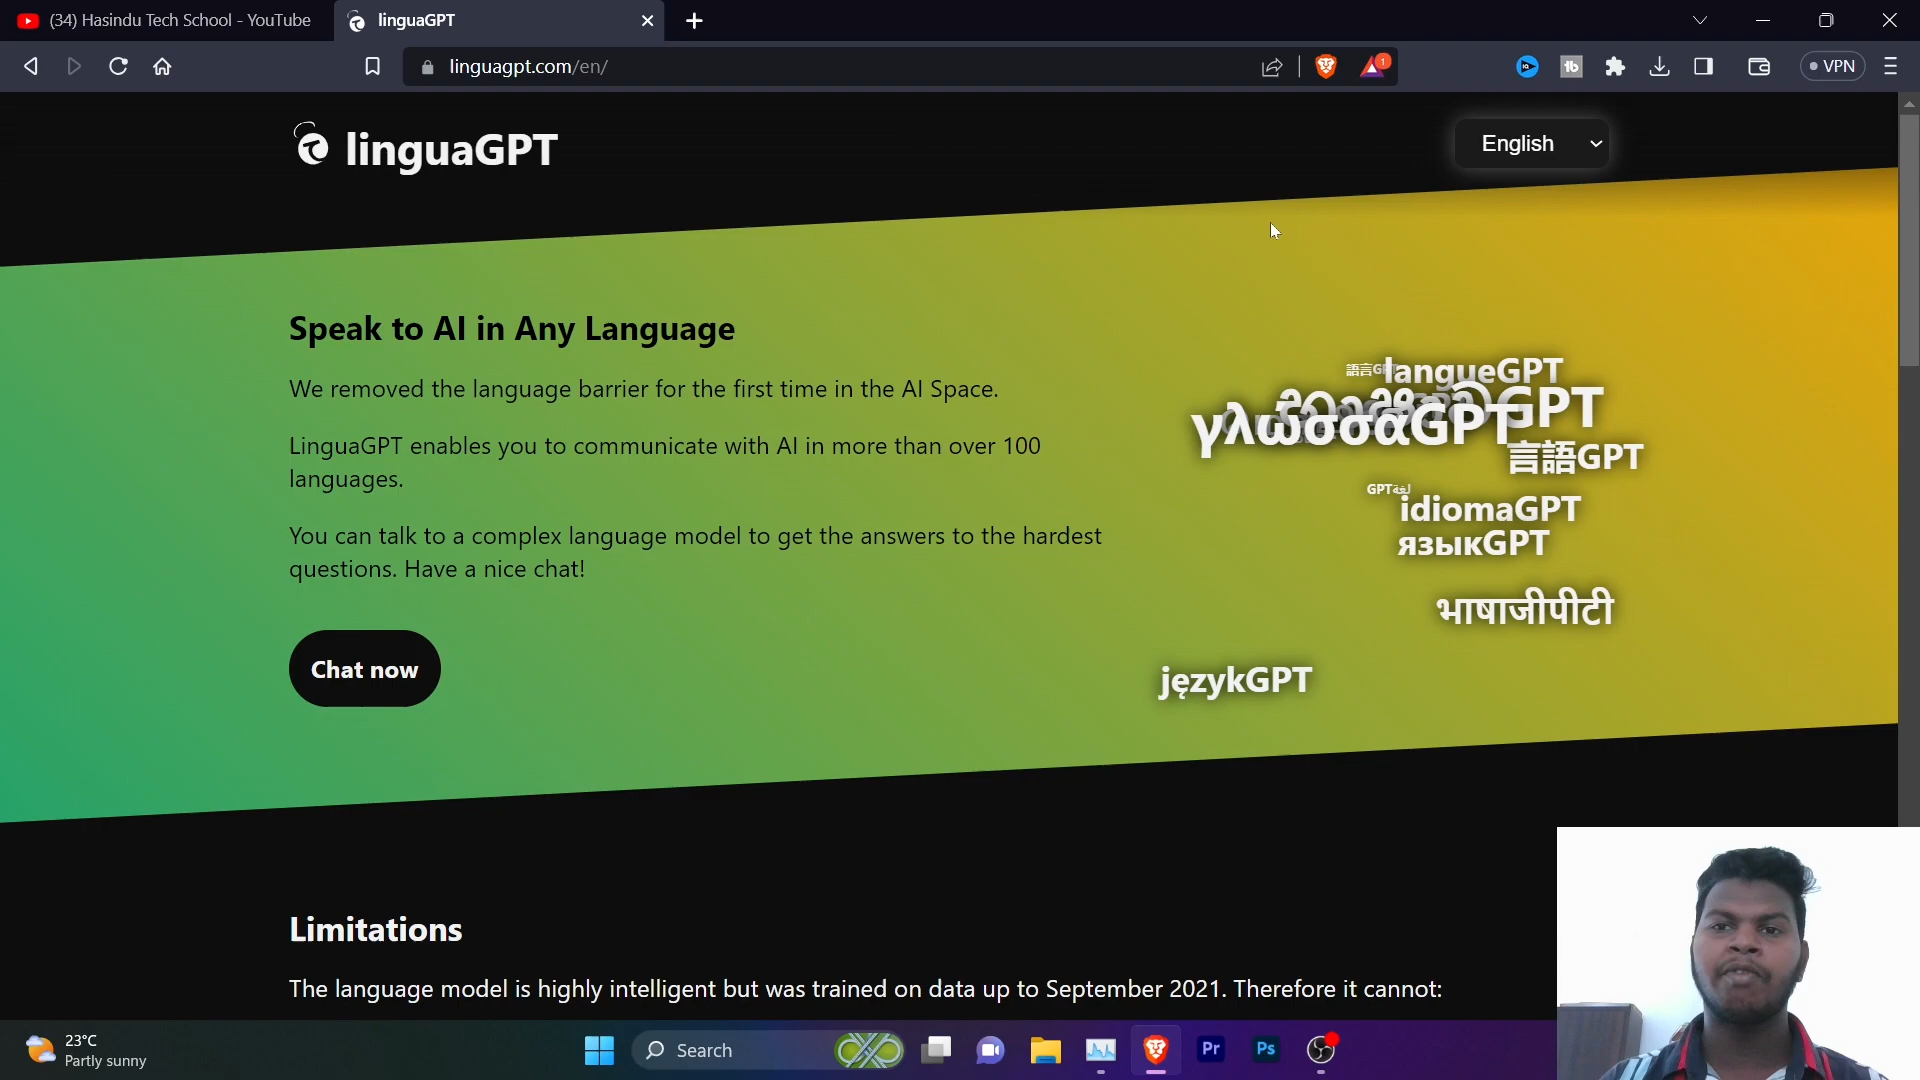 (34) Hasindu Tech School - YouTube
linguaGPT
linguagpt.com/en/
1
VPN
linguaGPT
English
Speak to AI in Any Language
We removed the language barrier for the first time in the AI Space.
LinguaGPT enables you to communicate with AI in more than over 100
languages.
You can talk to a complex language model to get the answers to the hardest
questions. Have a nice chat!
Chat now
langueGPT
γλώσσαGPT
言語GPT
لغةGPT
idiomaGPT
языкGPT
भाषाजीपीटी
językGPT
Limitations
The language model is highly intelligent but was trained on data up to September 2021. Therefore it cannot:
23°C
Partly sunny
Search
Pr
Ps